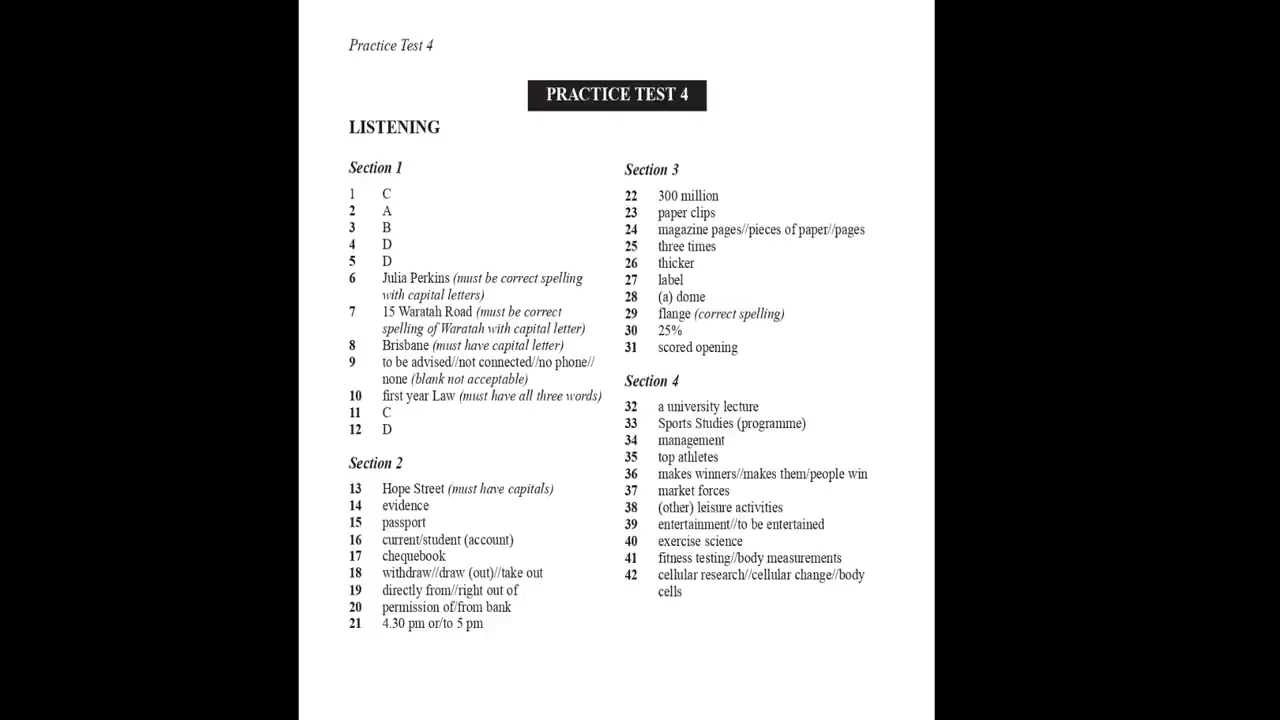 Practice Test 4
PRACTICE TEST 4
LISTENING
Section 1
1 C
2 A
3 B
4 D
5 D
6 Julia Perkins (must be correct spelling
with capital letters)
7 15 Waratah Road (must be correct
spelling of Waratah with capital letter)
8 Brisbane (must have capital letter)
9 to be advised//not connected//no phone//
none (blank not acceptable)
10 first year Law (must have all three words)
11 C
12 D
Section 2
13 Hope Street (must have capitals)
14 evidence
15 passport
16 current/student (account)
17 chequebook
18 withdraw//draw (out)//take out
19 directly from//right out of
20 permission of/from bank
21 4.30 pm or/to 5 pm
Section 3
22 300 million
23 paper clips
24 magazine pages//pieces of paper//pages
25 three times
26 thicker
27 label
28 (a) dome
29 flange (correct spelling)
30 25%
31 scored opening
Section 4
32 a university lecture
33 Sports Studies (programme)
34 management
35 top athletes
36 makes winners//makes them/people win
37 market forces
38 (other) leisure activities
39 entertainment//to be entertained
40 exercise science
41 fitness testing//body measurements
42 cellular research//cellular change//body
cells